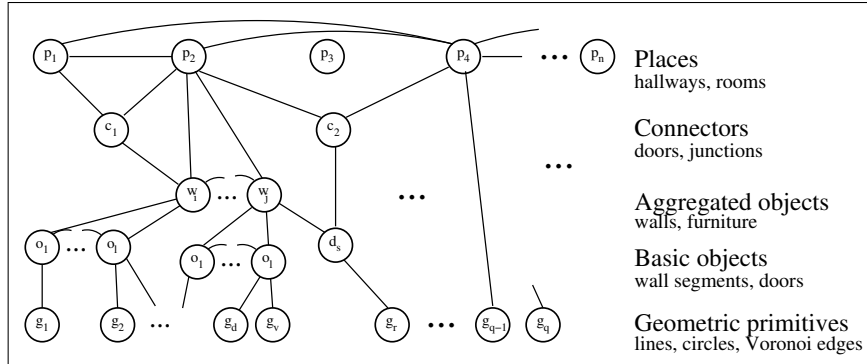 p1 p2 p3 p4 ... pn
Places
hallways, rooms
c1 c2
Connectors
doors, junctions
...
wi ... wj ...
Aggregated objects
walls, furniture
o1 ... ol o1 ... ol ds
Basic objects
wall segments, doors
g1 g2 ... gd gv gr ... gq−1 gq
Geometric primitives
lines, circles, Voronoi edges